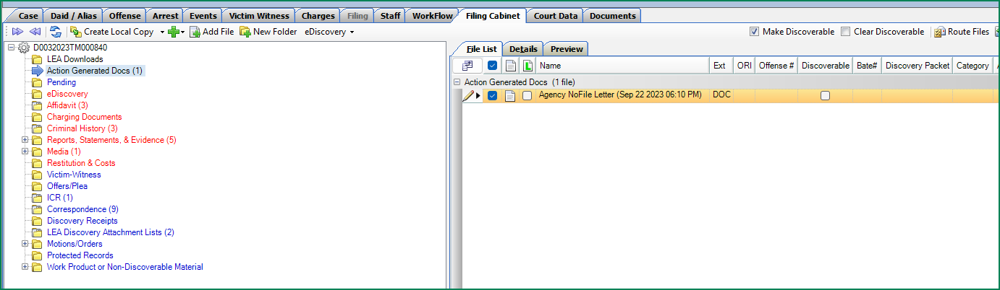 Case Daid / Alias Offense Arrest Events Victim Witness Charges Filing Staff WorkFlow Filing Cabinet Court Data Documents
Create Local Copy Add File New Folder eDiscovery Make Discoverable Clear Discoverable Route Files
D0032023TM000840
LEA Downloads
Action Generated Docs (1)
Pending
eDiscovery
Affidavit (3)
Charging Documents
Criminal History (3)
Reports, Statements, & Evidence (5)
Media (1)
Restitution & Costs
Victim-Witness
Offers/Plea
ICR (1)
Correspondence (9)
Discovery Receipts
LEA Discovery Attachment Lists (2)
Motions/Orders
Protected Records
Work Product or Non-Discoverable Material
File List Details Preview
L Name Ext ORI Offense # Discoverable Bate# Discovery Packet Category
Action Generated Docs (1 file)
Agency NoFile Letter (Sep 22 2023 06:10 PM) DOC